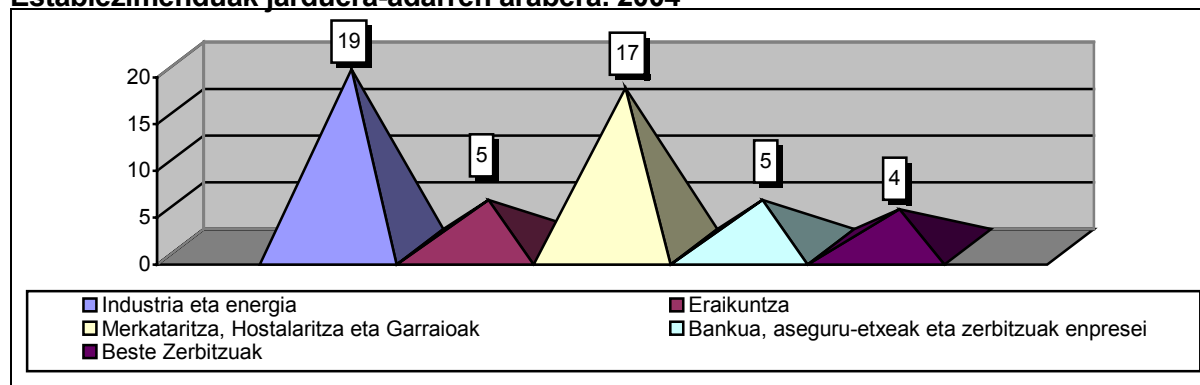 Establezimenduak jarduera-adarren arabera. 2004
19
17
20
15
10
5
0
5
5
4
Industria eta energia
Eraikuntza
Merkataritza, Hostalaritza eta Garraioak
Bankua, aseguru-etxeak eta zerbitzuak enpresei
Beste Zerbitzuak